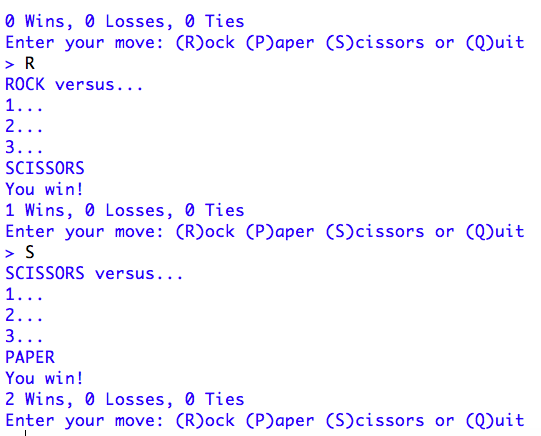 0 Wins, 0 Losses, 0 Ties
Enter your move: (R)ock (P)aper (S)cissors or (Q)uit
> R
ROCK versus...
1...
2...
3...
SCISSORS
You win!
1 Wins, 0 Losses, 0 Ties
Enter your move: (R)ock (P)aper (S)cissors or (Q)uit
> S
SCISSORS versus...
1...
2...
3...
PAPER
You win!
2 Wins, 0 Losses, 0 Ties
Enter your move: (R)ock (P)aper (S)cissors or (Q)uit